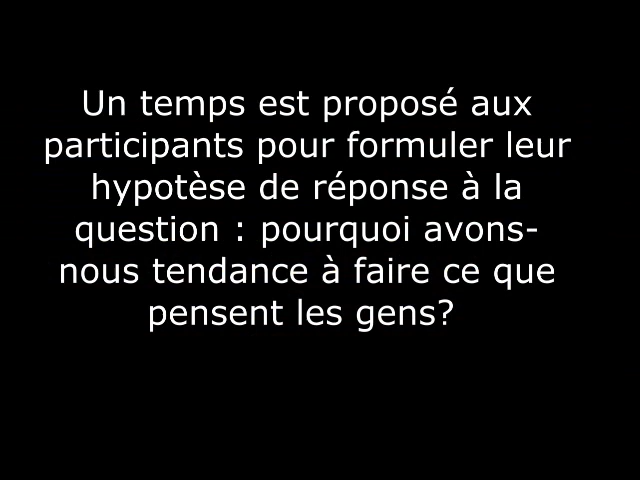 Un temps est proposé aux
participants pour formuler leur
hypotèse de réponse à la
question : pourquoi avons-
nous tendance à faire ce que
pensent les gens?